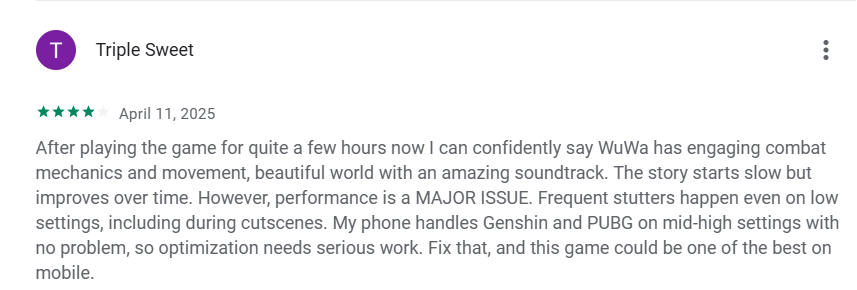 T
Triple Sweet
April 11, 2025
After playing the game for quite a few hours now I can confidently say WuWa has engaging combat
mechanics and movement, beautiful world with an amazing soundtrack. The story starts slow but
improves over time. However, performance is a MAJOR ISSUE. Frequent stutters happen even on low
settings, including during cutscenes. My phone handles Genshin and PUBG on mid-high settings with
no problem, so optimization needs serious work. Fix that, and this game could be one of the best on
mobile.